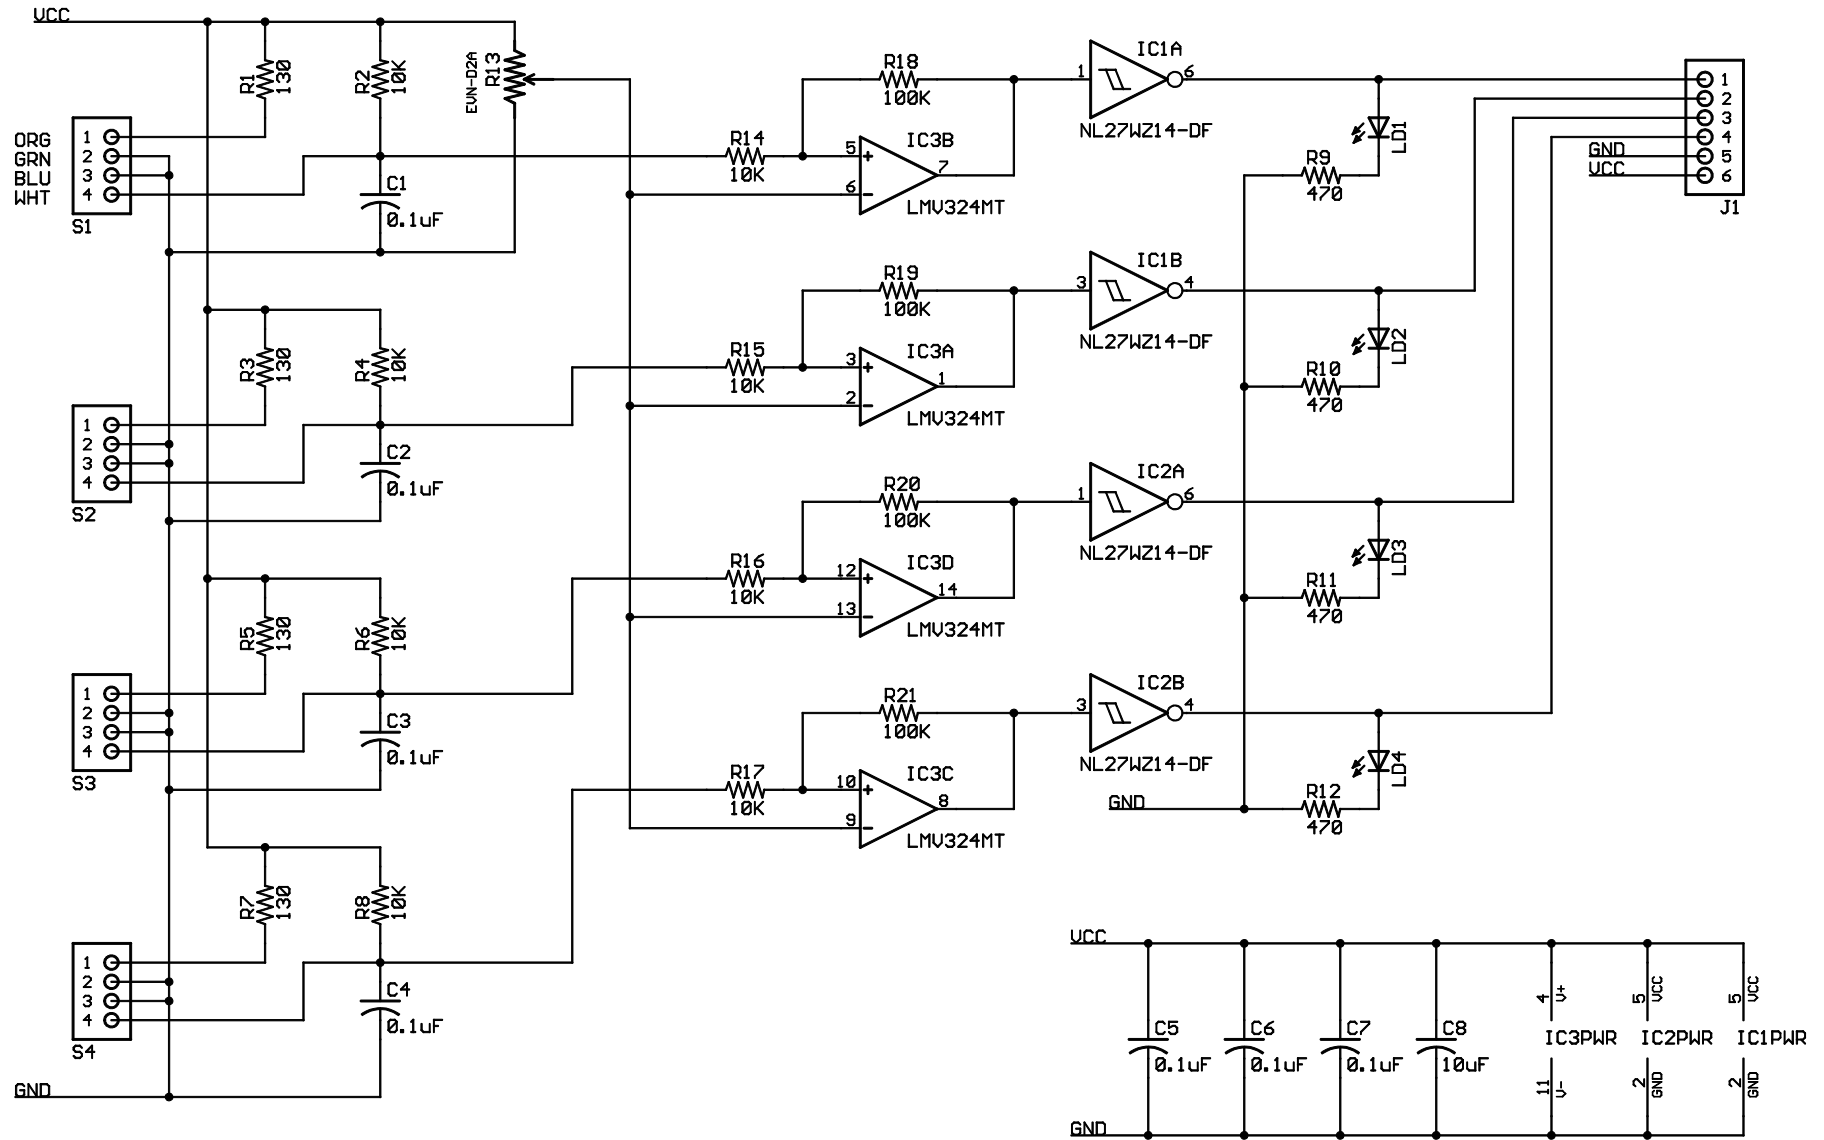 VCC
R1
130
R2
10K
EVN-D2A
R13
ORG
GRN
BLU
WHT
1
2
3
4
S1
C1
0.1uF
R14
10K
R18
100K
5
6
7
IC3B
LMV324MT
1
6
IC1A
NL27WZ14-DF
LD1
R9
470
1
2
3
4
5
6
GND
VCC
J1
R3
130
R4
10K
1
2
3
4
S2
C2
0.1uF
R15
10K
R19
100K
3
2
1
IC3A
LMV324MT
3
4
IC1B
NL27WZ14-DF
LD2
R10
470
R5
130
R6
10K
1
2
3
4
S3
C3
0.1uF
R16
10K
R20
100K
12
13
14
IC3D
LMV324MT
1
6
IC2A
NL27WZ14-DF
LD3
R11
470
R7
130
R8
10K
1
2
3
4
S4
C4
0.1uF
GND
R17
10K
R21
100K
10
9
8
IC3C
LMV324MT
3
4
IC2B
NL27WZ14-DF
LD4
GND
R12
470
VCC
C5
0.1uF
C6
0.1uF
C7
0.1uF
C8
10uF
4
V+
IC3PWR
11
V-
5
VCC
IC2PWR
2
GND
5
VCC
IC1PWR
2
GND
GND